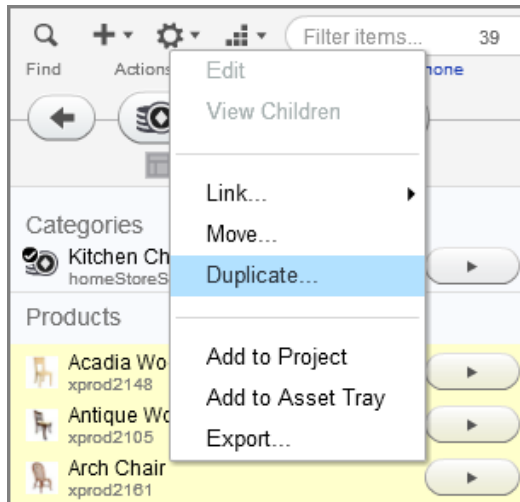 Filter items... 39
Find Actions none
Edit
View Children
Link...
Move...
Duplicate...
Add to Project
Add to Asset Tray
Export...
Categories
Kitchen Ch
homeStoreS
Products
Acadia Wo
xprod2148
Antique Wo
xprod2105
Arch Chair
xprod2161